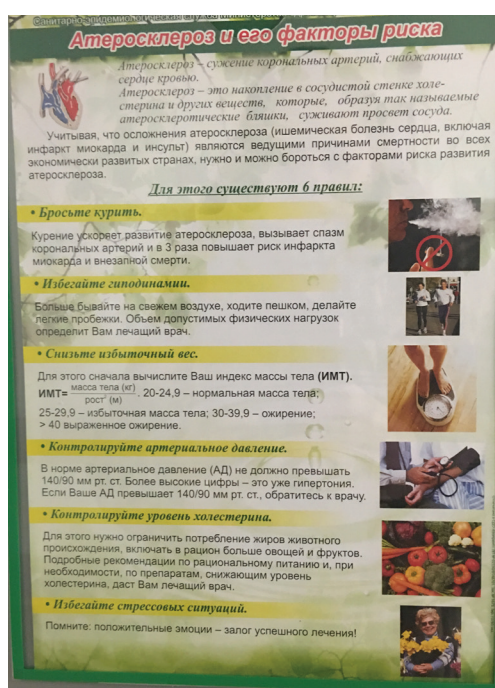 Санитарно-эпидемиологическая служба
Атеросклероз и его факторы риска
Атеросклероз – сужение корональных артерий, снабжающих
сердце кровью.
Атеросклероз – это накопление в сосудистой стенке холе-
стерина и других веществ, которые, образуя так называемые
атеросклеротические бляшки, суживают просвет сосуда.
Учитывая, что осложнения атеросклероза (ишемическая болезнь сердца, включая
инфаркт миокарда и инсульт) являются ведущими причинами смертности во всех
экономически развитых странах, нужно и можно бороться с факторами риска развития
атеросклероза.
Для этого существуют 6 правил:
• Бросьте курить.
Курение ускоряет развитие атеросклероза, вызывает спазм
корональных артерий и в 3 раза повышает риск инфаркта
миокарда и внезапной смерти.
• Избегайте гиподинамии.
Больше бывайте на свежем воздухе, ходите пешком, делайте
легкие пробежки. Объем допустимых физических нагрузок
определит Вам лечащий врач.
• Снизьте избыточный вес.
Для этого сначала вычислите Ваш индекс массы тела (ИМТ).
ИМТ= масса тела (кг) / рост² (м) . 20-24,9 – нормальная масса тела;
25-29,9 – избыточная масса тела; 30-39,9 – ожирение;
> 40 выраженное ожирение.
• Контролируйте артериальное давление.
В норме артериальное давление (АД) не должно превышать
140/90 мм рт. ст. Более высокие цифры – это уже гипертония.
Если Ваше АД превышает 140/90 мм рт. ст., обратитесь к врачу.
• Контролируйте уровень холестерина.
Для этого нужно ограничить потребление жиров животного
происхождения, включать в рацион больше овощей и фруктов.
Подробные рекомендации по рациональному питанию и, при
необходимости, по препаратам, снижающим уровень
холестерина, даст Вам лечащий врач.
• Избегайте стрессовых ситуаций.
Помните: положительные эмоции – залог успешного лечения!